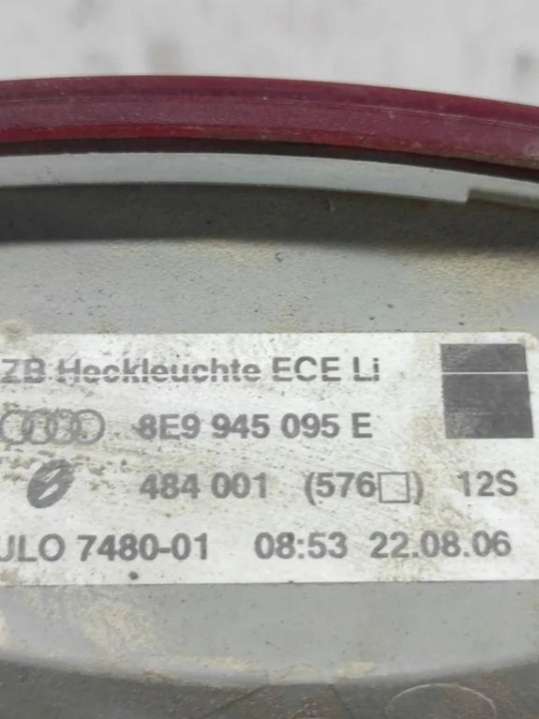 ZB Heckleuchte ECE Li
8E9 945 095 E
484 001 (576□) 12S
ULO 7480-01 08:53 22.08.06